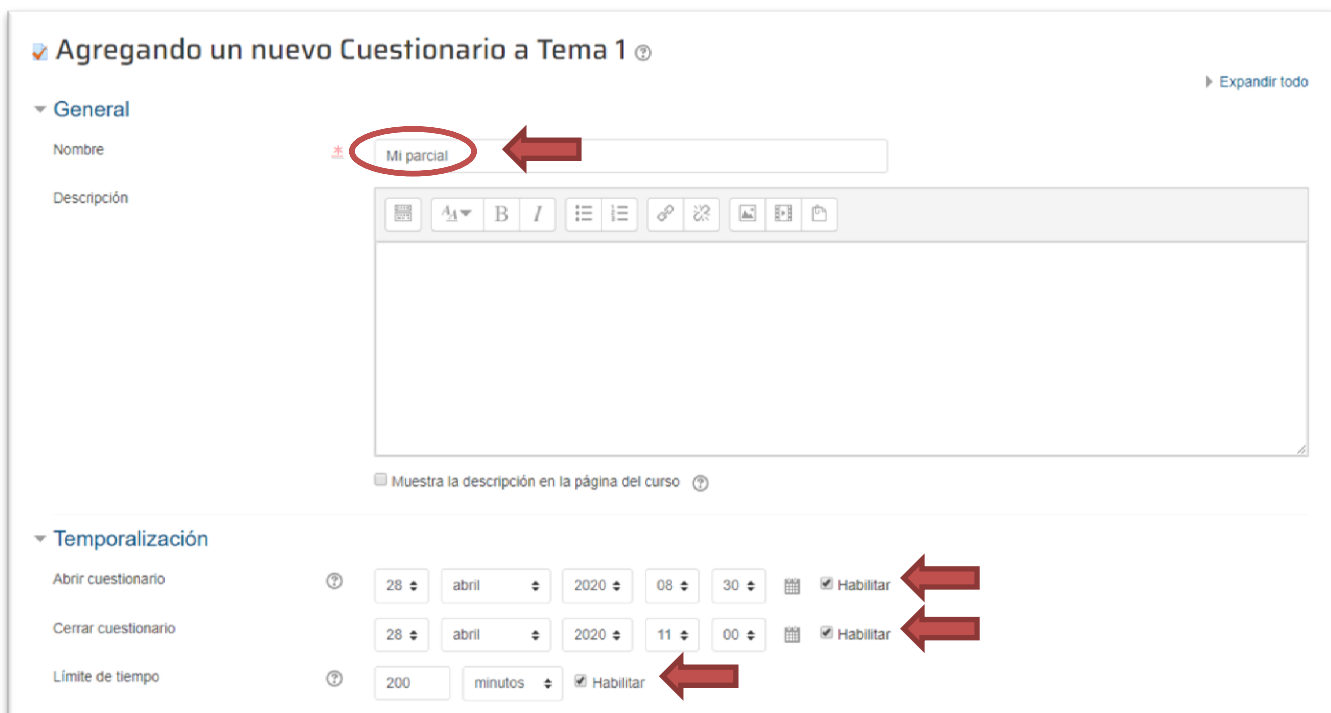 Agregando un nuevo Cuestionario a Tema 1
Expandir todo
General
Nombre
Mi parcial
Descripción
Muestra la descripción en la página del curso
Temporalización
Abrir cuestionario 28 abril 2020 08 30 Habilitar
Cerrar cuestionario 28 abril 2020 11 00 Habilitar
Límite de tiempo 200 minutos Habilitar